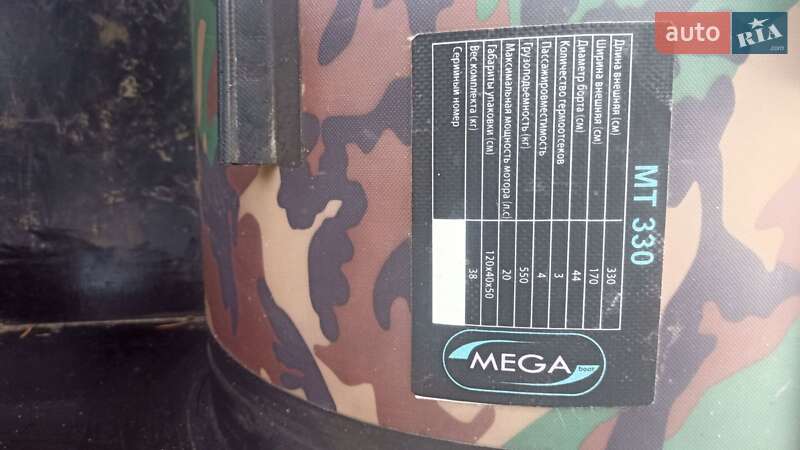 auto RIA .com
MT 330
Длина внешняя (см) 330
Ширина внешняя (см) 170
Диаметр борта (см) 44
Количество гермоотсеков 3
Пассажировместимость 4
Грузоподъемность (кг) 550
Максимальная мощность мотора (л.с) 20
Габариты упаковки (см) 120x40x50
Вес комплекта (кг) 38
Серийный номер
MEGA boat